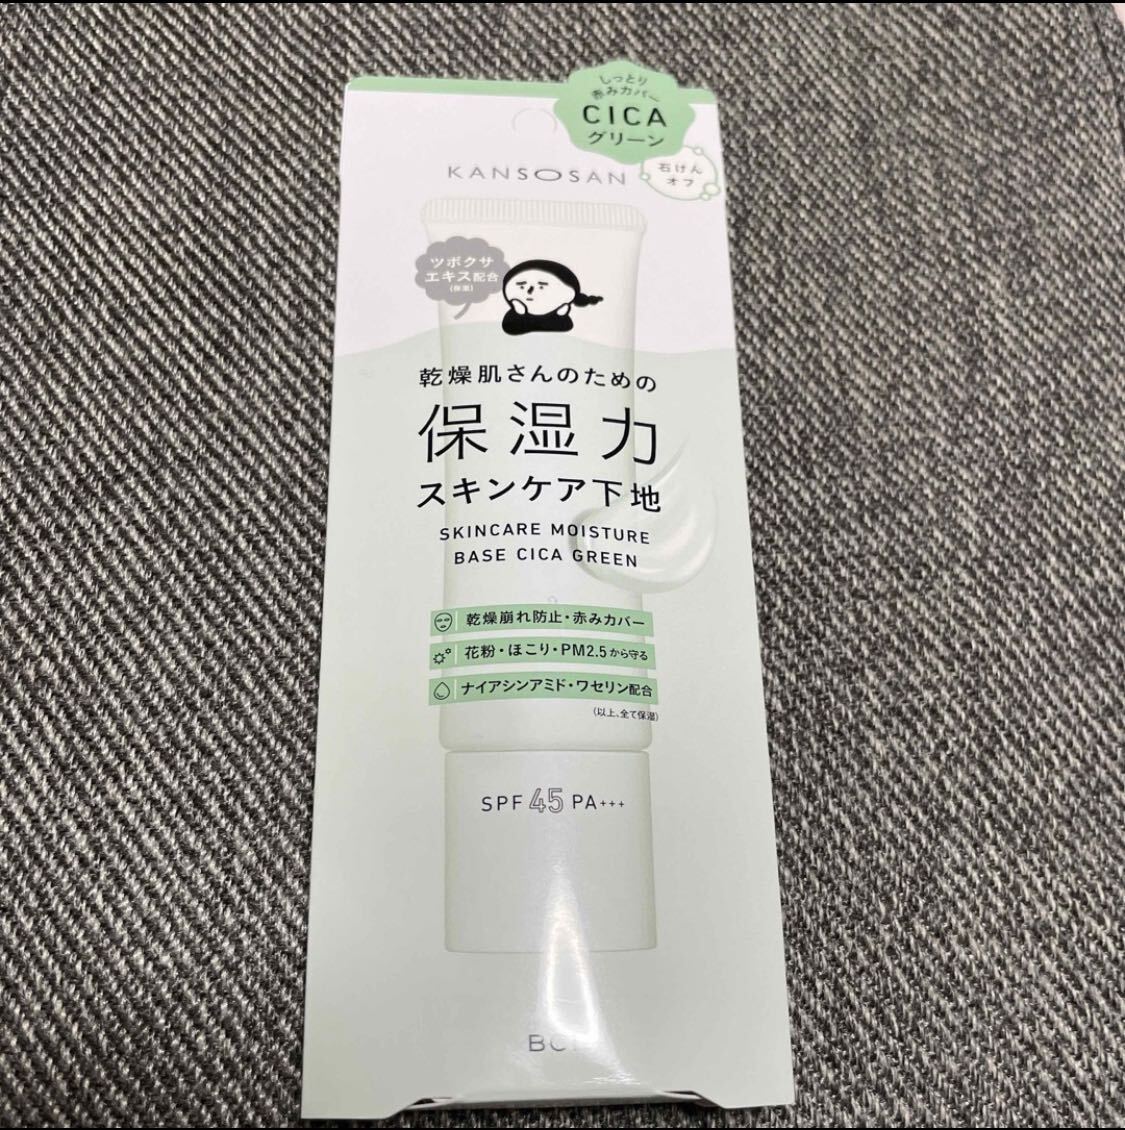 しっとり
赤みカバー
CICA
グリーン
石けん
オフ
KANSOSAN
ツボクサ
エキス配合
(保湿)
乾燥肌さんのための
保湿力
スキンケア下地
SKINCARE MOISTURE
BASE CICA GREEN
乾燥崩れ防止・赤みカバー
花粉・ほこり・PM2.5から守る
ナイアシンアミド・ワセリン配合
(以上、全て保湿)
SPF 45 PA+++